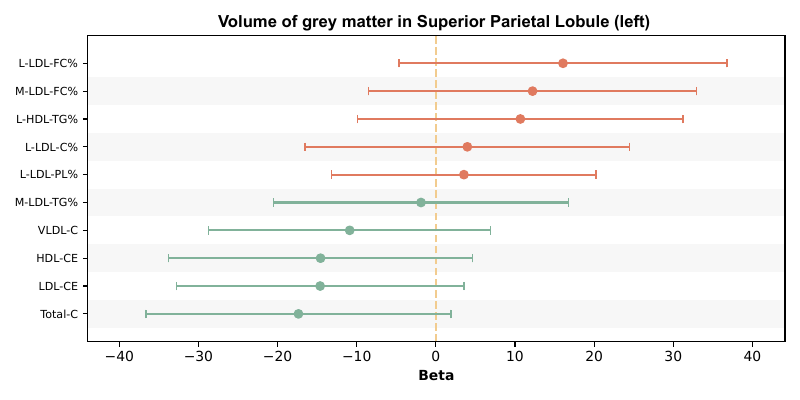 Volume of grey matter in Superior Parietal Lobule (left)
L-LDL-FC%
M-LDL-FC%
L-HDL-TG%
L-LDL-C%
L-LDL-PL%
M-LDL-TG%
VLDL-C
HDL-CE
LDL-CE
Total-C
−40 −30 −20 −10 0 10 20 30 40
Beta